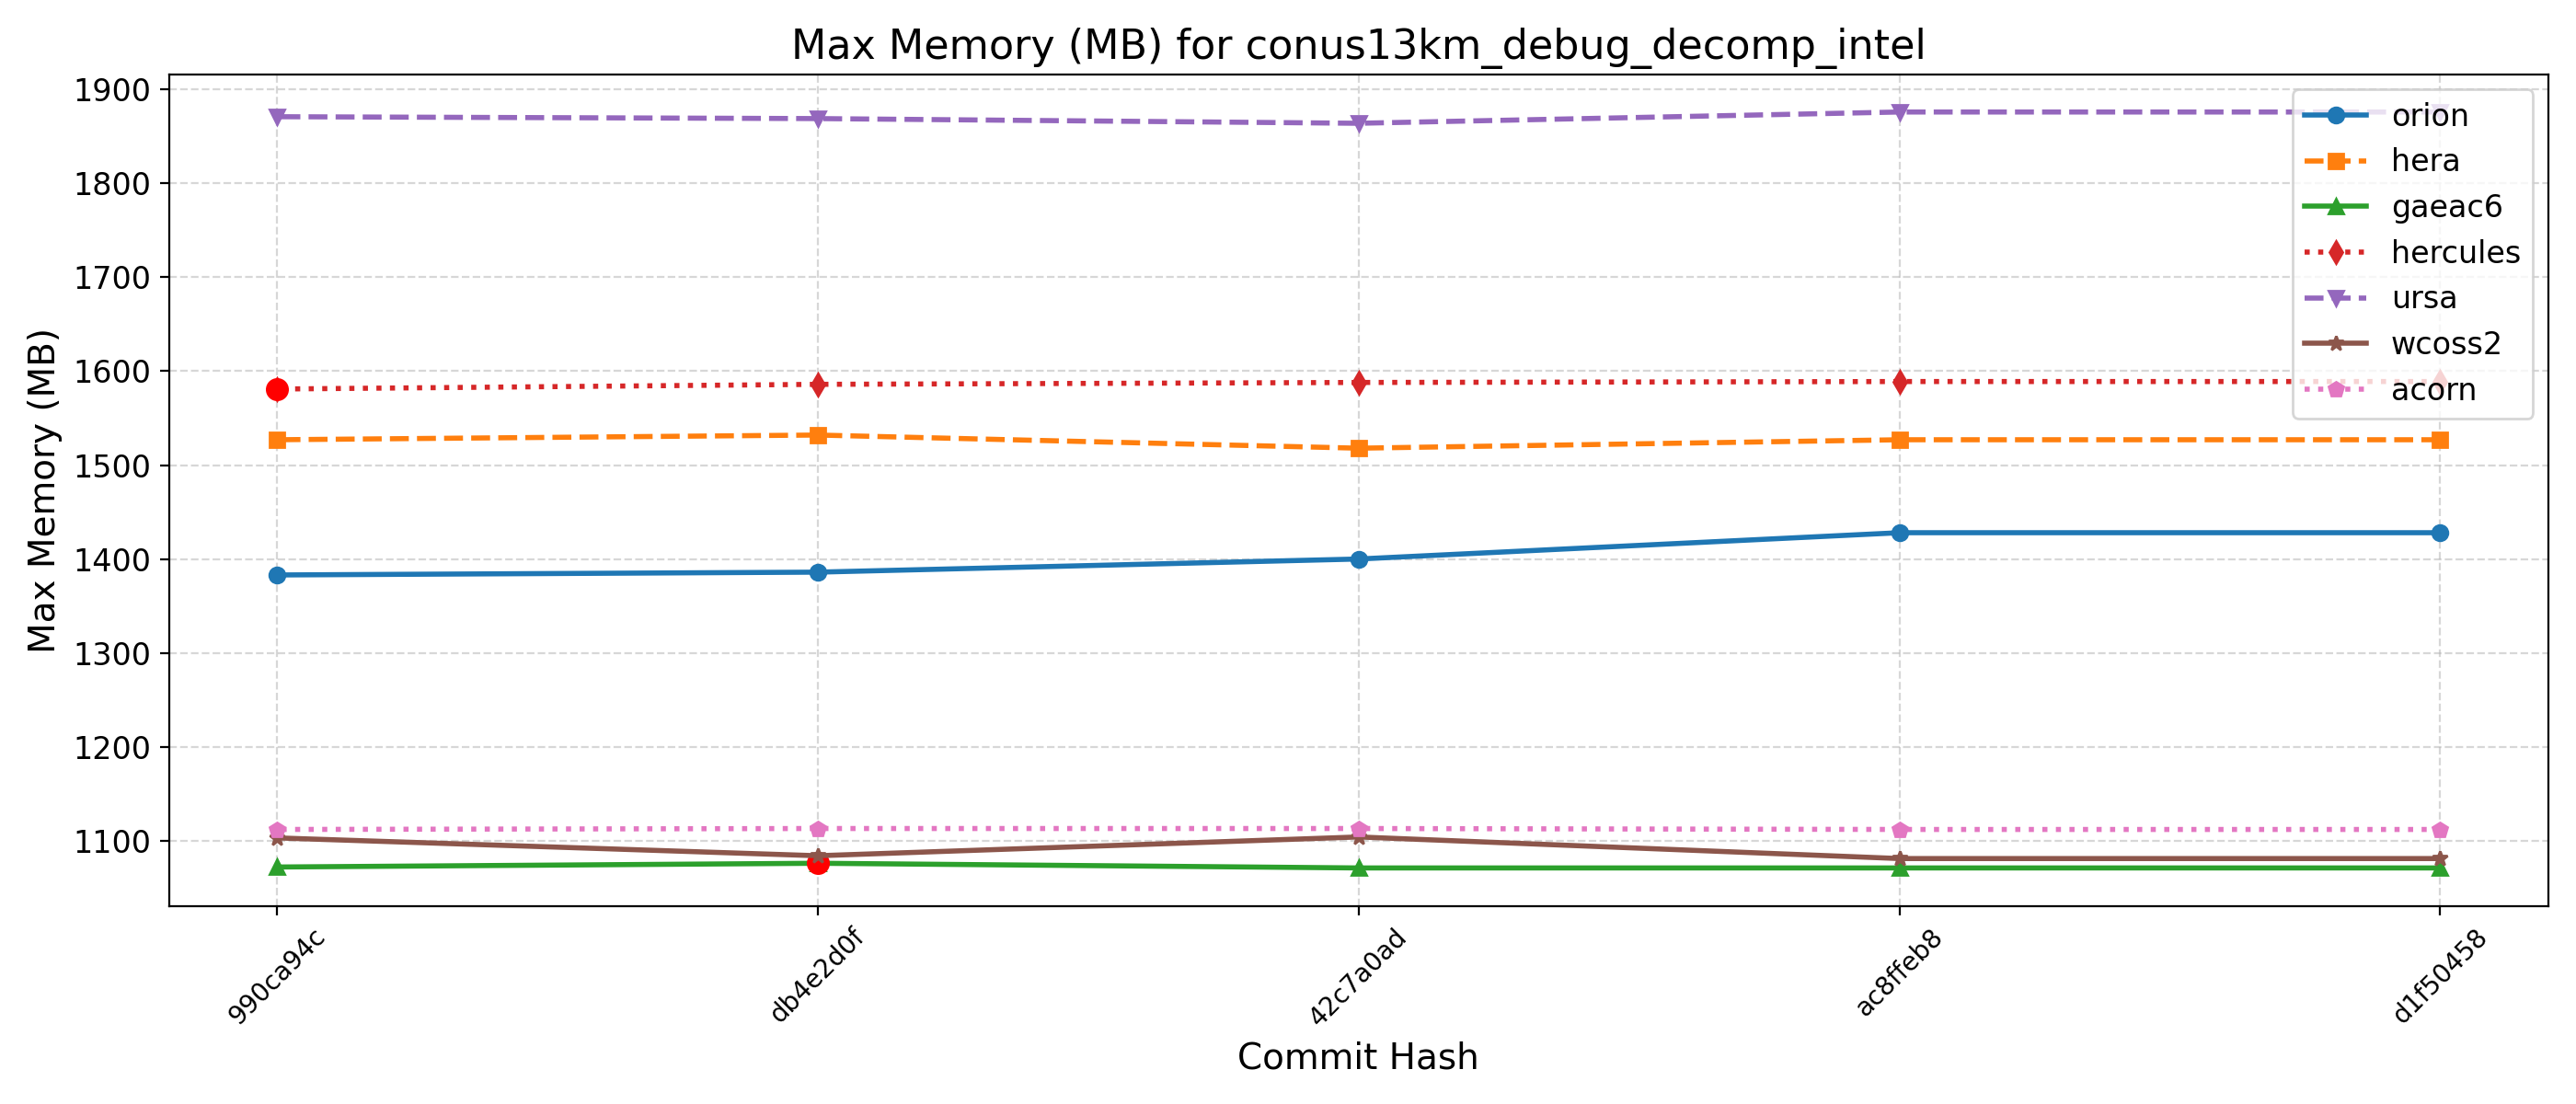 Max Memory (MB) for conus13km_debug_decomp_intel
Max Memory (MB)
1900
1800
1700
1600
1500
1400
1300
1200
1100
orion
hera
gaeac6
hercules
ursa
wcoss2
acorn
990ca94c
db4e2d0f
42c7a0ad
ac8ffeb8
d1f50458
Commit Hash